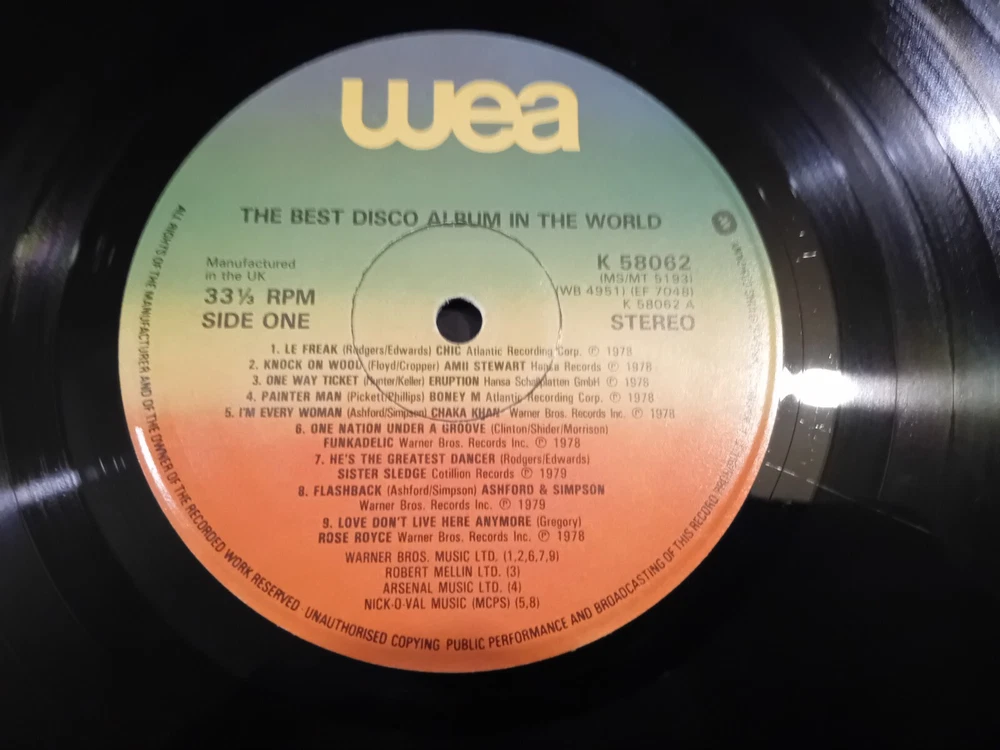 wea
THE BEST DISCO ALBUM IN THE WORLD
Manufactured
in the UK
33⅓ RPM
SIDE ONE
K 58062
(MS/MT 5193)
(WB 4951) (EF 7048)
K 58062 A
STEREO
1. LE FREAK (Rodgers/Edwards) CHIC Atlantic Recording Corp. ℗ 1978
2. KNOCK ON WOOD (Floyd/Cropper) AMII STEWART Hansa Records ℗ 1978
3. ONE WAY TICKET (Hunter/Keller) ERUPTION Hansa Schallplatten GmbH ℗ 1978
4. PAINTER MAN (Pickett/Phillips) BONEY M Atlantic Recording Corp. ℗ 1978
5. I'M EVERY WOMAN (Ashford/Simpson) CHAKA KHAN Warner Bros. Records Inc. ℗ 1978
6. ONE NATION UNDER A GROOVE (Clinton/Shider/Morrison)
FUNKADELIC Warner Bros. Records Inc. ℗ 1978
7. HE'S THE GREATEST DANCER (Rodgers/Edwards)
SISTER SLEDGE Cotillion Records ℗ 1979
8. FLASHBACK (Ashford/Simpson) ASHFORD & SIMPSON
Warner Bros. Records Inc. ℗ 1979
9. LOVE DON'T LIVE HERE ANYMORE (Gregory)
ROSE ROYCE Warner Bros. Records Inc. ℗ 1978
WARNER BROS. MUSIC LTD. (1,2,6,7,9)
ROBERT MELLIN LTD. (3)
ARSENAL MUSIC LTD. (4)
NICK-O-VAL MUSIC (MCPS) (5,8)
ALL RIGHTS OF THE MANUFACTURER AND OF THE OWNER OF THE RECORDED WORK RESERVED UNAUTHORISED COPYING PUBLIC PERFORMANCE AND BROADCASTING OF THIS RECORD PROHIBITED